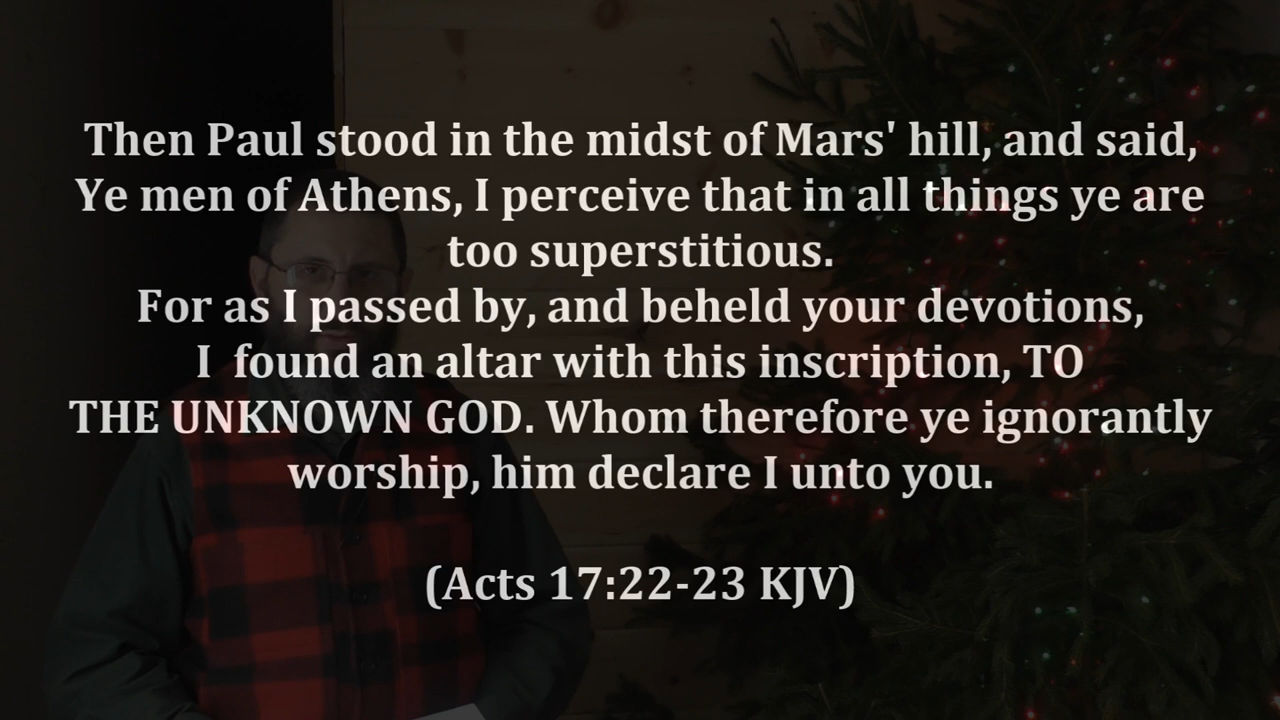 Then Paul stood in the midst of Mars' hill, and said,
Ye men of Athens, I perceive that in all things ye are
too superstitious.
For as I passed by, and beheld your devotions,
I  found an altar with this inscription, TO
THE UNKNOWN GOD. Whom therefore ye ignorantly
worship, him declare I unto you.
(Acts 17:22-23 KJV)